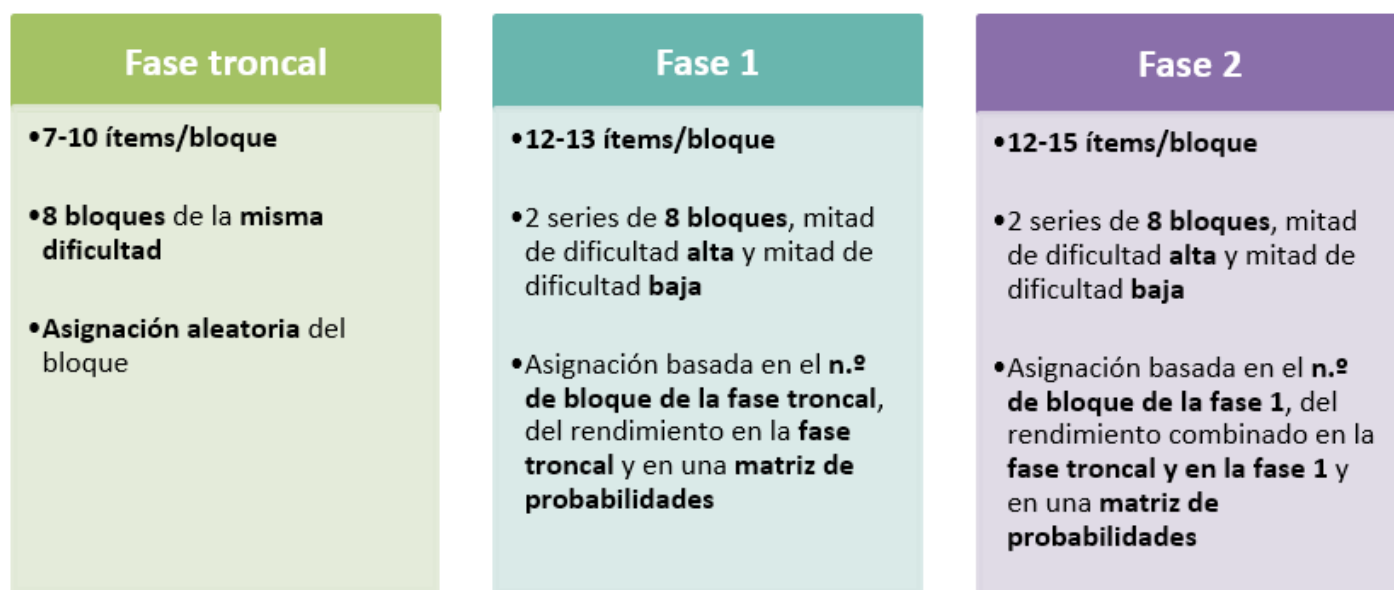 Fase troncal
•7-10 ítems/bloque
•8 bloques de la misma
dificultad
•Asignación aleatoria del
bloque
Fase 1
•12-13 ítems/bloque
•2 series de 8 bloques, mitad
de dificultad alta y mitad de
dificultad baja
•Asignación basada en el n.º
de bloque de la fase troncal,
del rendimiento en la fase
troncal y en una matriz de
probabilidades
Fase 2
•12-15 ítems/bloque
•2 series de 8 bloques, mitad
de dificultad alta y mitad de
dificultad baja
•Asignación basada en el n.º
de bloque de la fase 1, del
rendimiento combinado en la
fase troncal y en la fase 1 y
en una matriz de
probabilidades